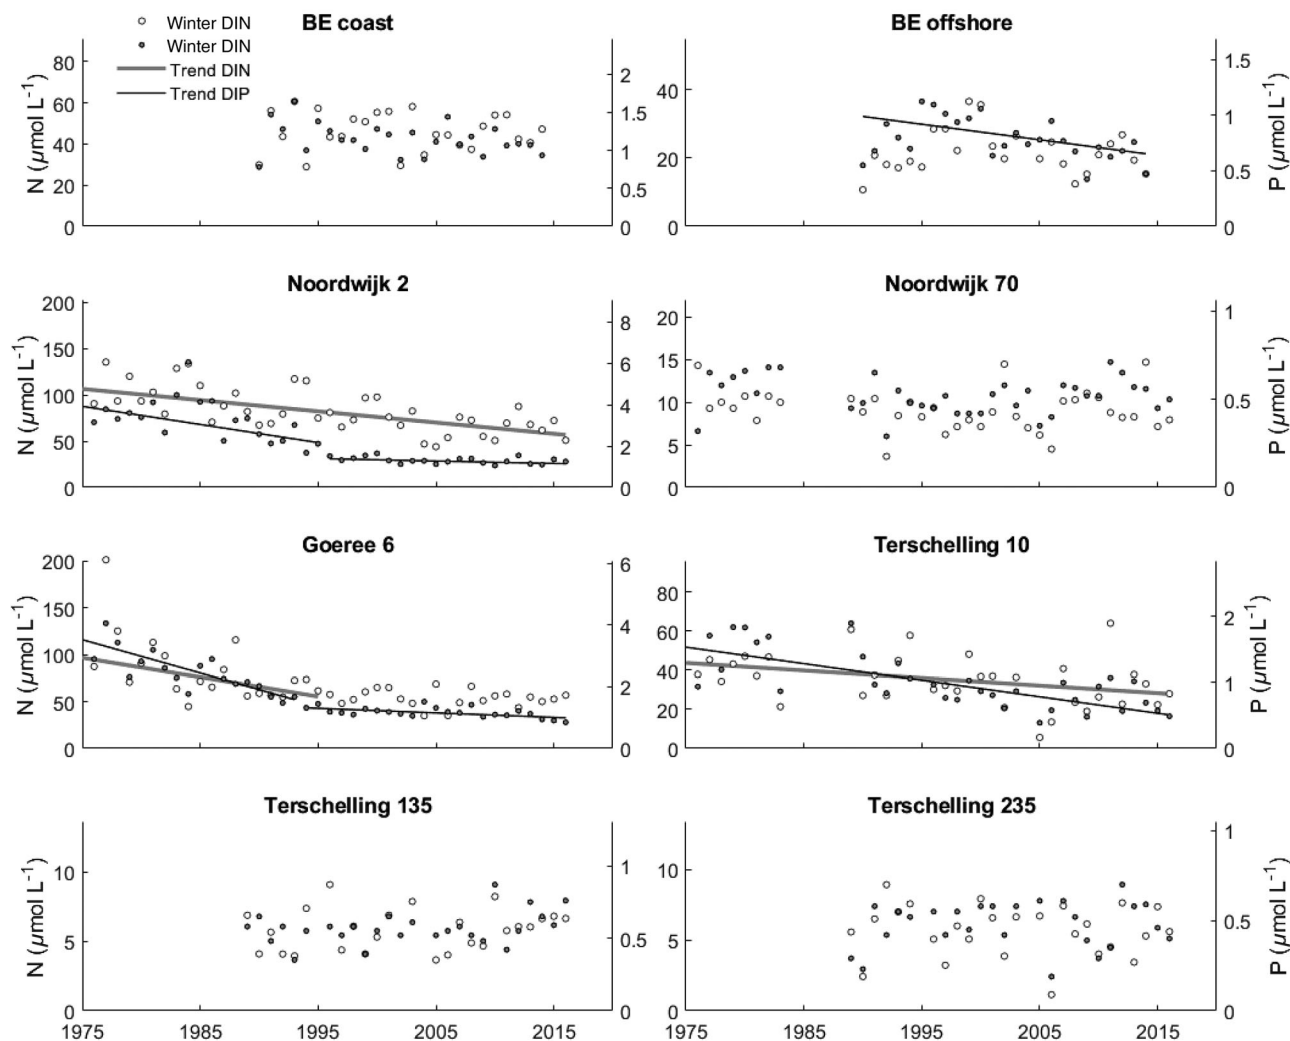 Winter DIN
Winter DIN
Trend DIN
Trend DIP
BE coast
N (µmol L⁻¹)
80
60
40
20
0
2
1.5
1
0.5
0
BE offshore
40
20
0
1.5
1
0.5
0
P (µmol L⁻¹)
Noordwijk 2
N (µmol L⁻¹)
200
150
100
50
0
8
6
4
2
0
Noordwijk 70
20
15
10
5
0
1
0.5
0
P (µmol L⁻¹)
Goeree 6
N (µmol L⁻¹)
200
150
100
50
0
6
4
2
0
Terschelling 10
80
60
40
20
0
2
1
0
P (µmol L⁻¹)
Terschelling 135
N (µmol L⁻¹)
10
5
0
1
0.5
0
1975 1985 1995 2005 2015
Terschelling 235
10
5
0
1
0.5
0
P (µmol L⁻¹)
1975 1985 1995 2005 2015